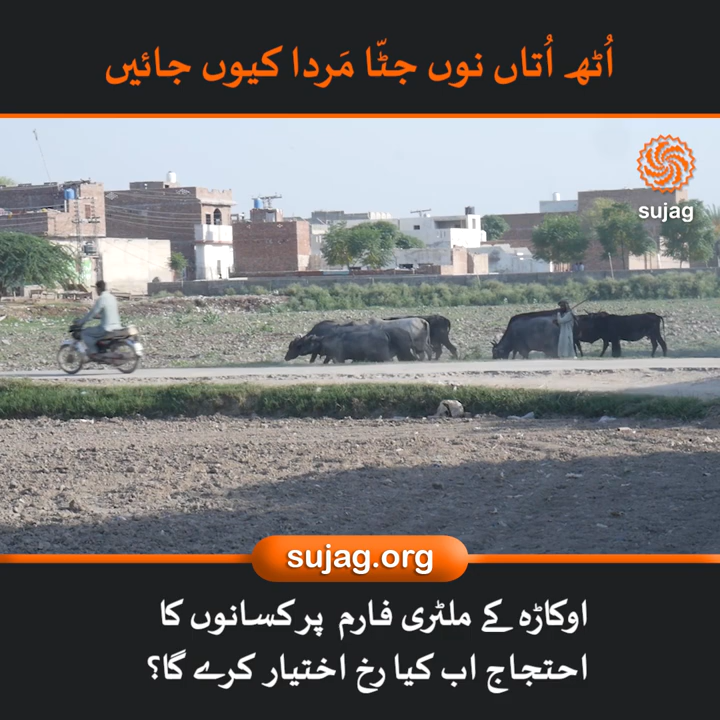 اُٹھ اُتاں نوں جٹّا مَردا کیوں جائیں
sujag
sujag.org
اوکاڑہ کے ملٹری فارم پر کسانوں کا
احتجاج اب کیا رخ اختیار کرے گا؟